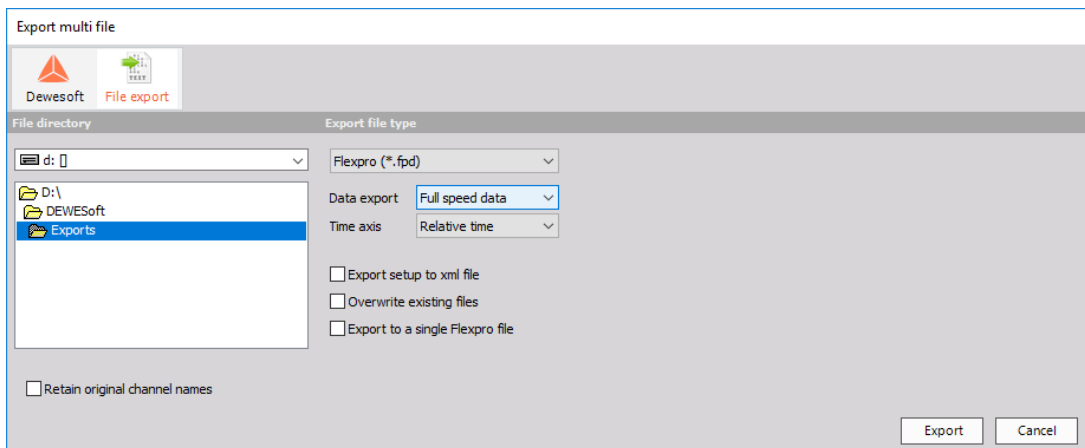 Export multi file
TEXT
Dewesoft
File export
File directory
Export file type
d: []
Flexpro (*.fpd)
D:\
DEWESoft
Exports
Data export
Full speed data
Time axis
Relative time
Export setup to xml file
Overwrite existing files
Export to a single Flexpro file
Retain original channel names
Export
Cancel